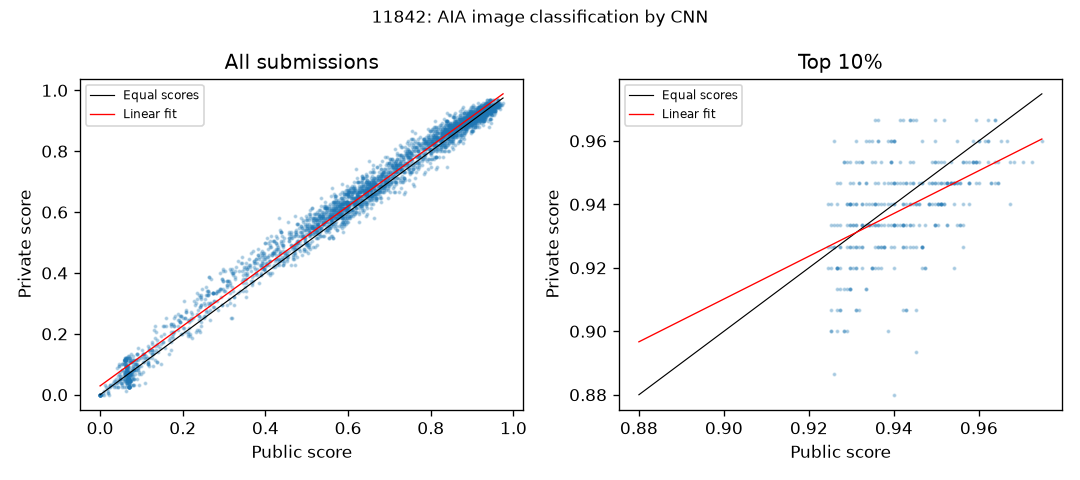 11842: AIA image classification by CNN
All submissions
Equal scores
Linear fit
1.0
0.8
0.6
0.4
0.2
0.0
Private score
0.0 0.2 0.4 0.6 0.8 1.0
Public score
Top 10%
Equal scores
Linear fit
0.96
0.94
0.92
0.90
0.88
Private score
0.88 0.90 0.92 0.94 0.96
Public score